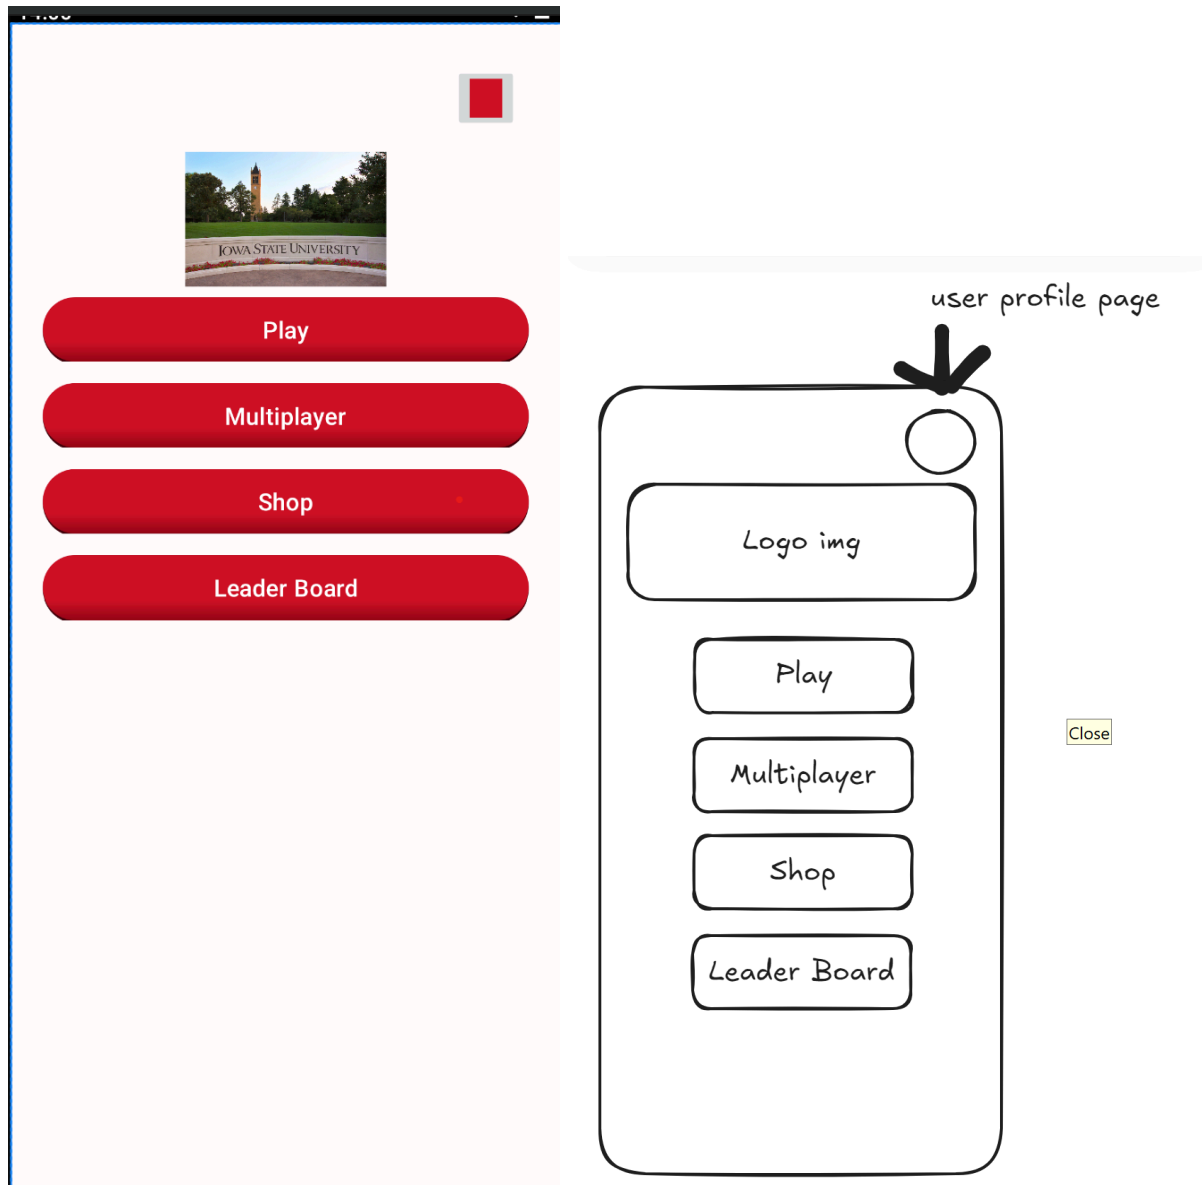 IOWA STATE UNIVERSITY
Play
Multiplayer
Shop
Leader Board
user profile page
Logo img
Play
Multiplayer
Shop
Leader Board
Close